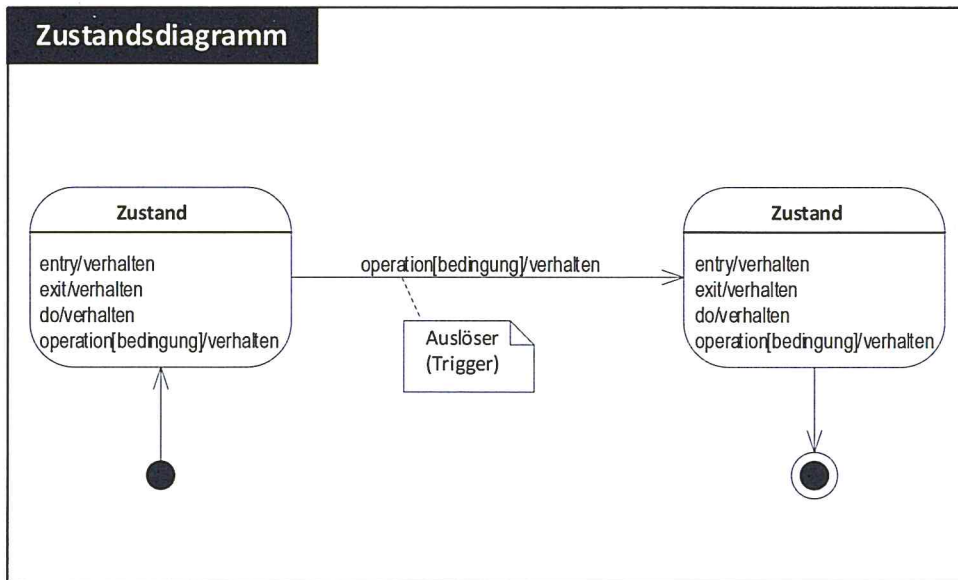 Zustandsdiagramm
Zustand
entry/verhalten
exit/verhalten
do/verhalten
operation[bedingung]/verhalten
operation[bedingung]/verhalten
Auslöser
(Trigger)
Zustand
entry/verhalten
exit/verhalten
do/verhalten
operation[bedingung]/verhalten